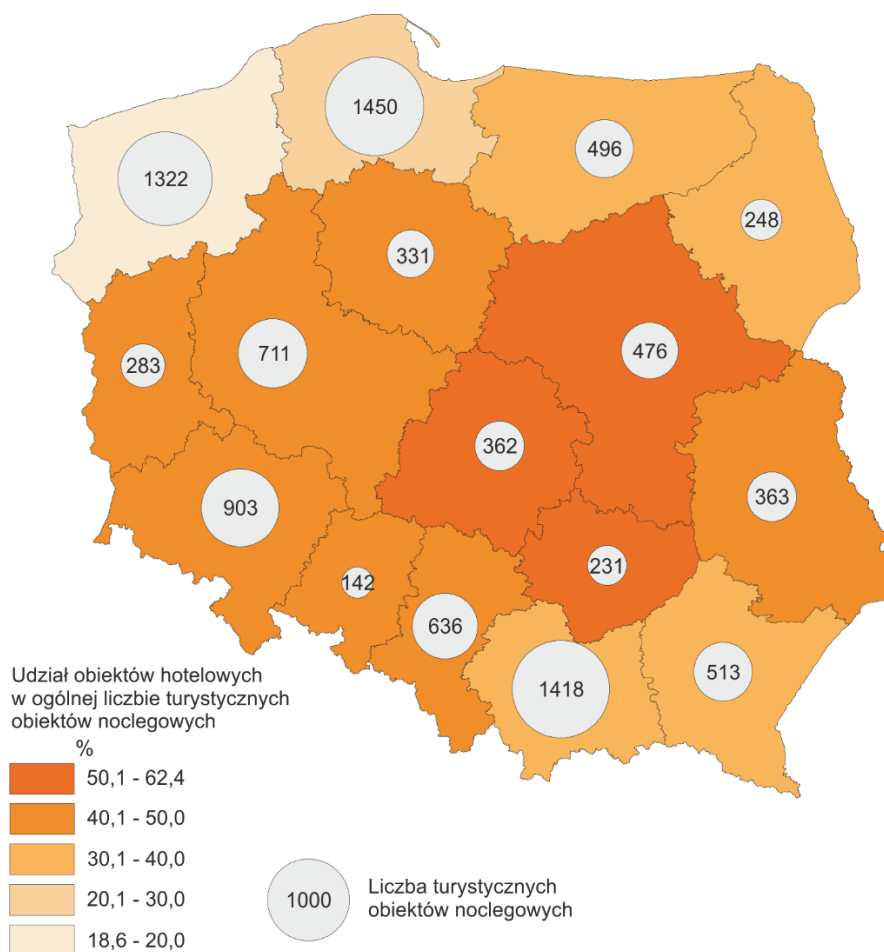 1450
1322
496
248
331
283
711
476
362
903
363
142
231
636
1418
513
Udział obiektów hotelowych
w ogólnej liczbie turystycznych
obiektów noclegowych
%
50,1 - 62,4
40,1 - 50,0
30,1 - 40,0
20,1 - 30,0
18,6 - 20,0
1000
Liczba turystycznych
obiektów noclegowych